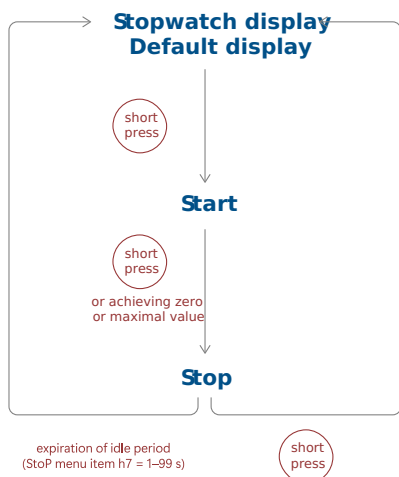 Stopwatch display
Default display
short
press
Start
short
press
or achieving zero
or maximal value
Stop
expiration of idle period
(StoP menu item h7 = 1–99 s)
short
press